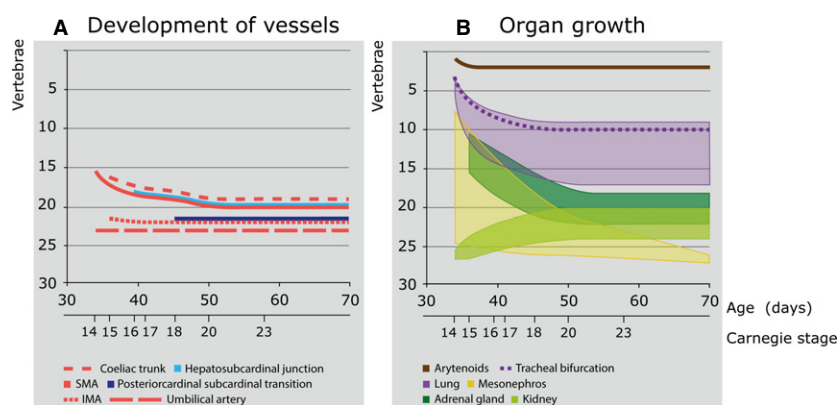 A Development of vessels
B Organ growth
Vertebrae
5
10
15
20
25
30
30 40 50 60 70
14 15 16 17 18 20 23
Coeliac trunk Hepatosubcardinal junction
SMA Posteriorcardinal subcardinal transition
IMA Umbilical artery
Vertebrae
5
10
15
20
25
30
30 40 50 60 70
Age (days)
14 15 16 17 18 20 23
Carnegie stage
Arytenoids Tracheal bifurcation
Lung Mesonephros
Adrenal gland Kidney